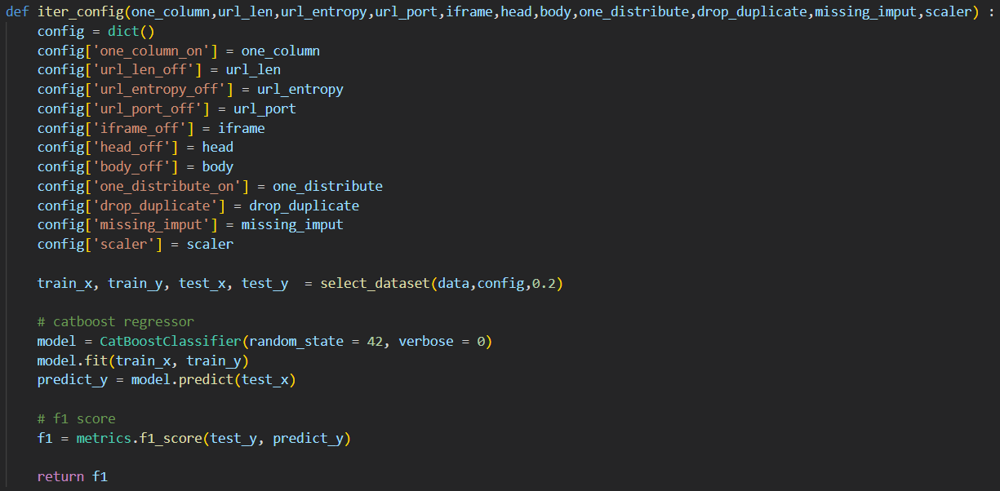 def iter_config(one_column,url_len,url_entropy,url_port,iframe,head,body,one_distribute,drop_duplicate,missing_imput,scaler) :
    config = dict()
    config['one_column_on'] = one_column
    config['url_len_off'] = url_len
    config['url_entropy_off'] = url_entropy
    config['url_port_off'] = url_port
    config['iframe_off'] = iframe
    config['head_off'] = head
    config['body_off'] = body
    config['one_distribute_on'] = one_distribute
    config['drop_duplicate'] = drop_duplicate
    config['missing_imput'] = missing_imput
    config['scaler'] = scaler

    train_x, train_y, test_x, test_y  = select_dataset(data,config,0.2)

    # catboost regressor
    model = CatBoostClassifier(random_state = 42, verbose = 0)
    model.fit(train_x, train_y)
    predict_y = model.predict(test_x)

    # f1 score
    f1 = metrics.f1_score(test_y, predict_y)

    return f1